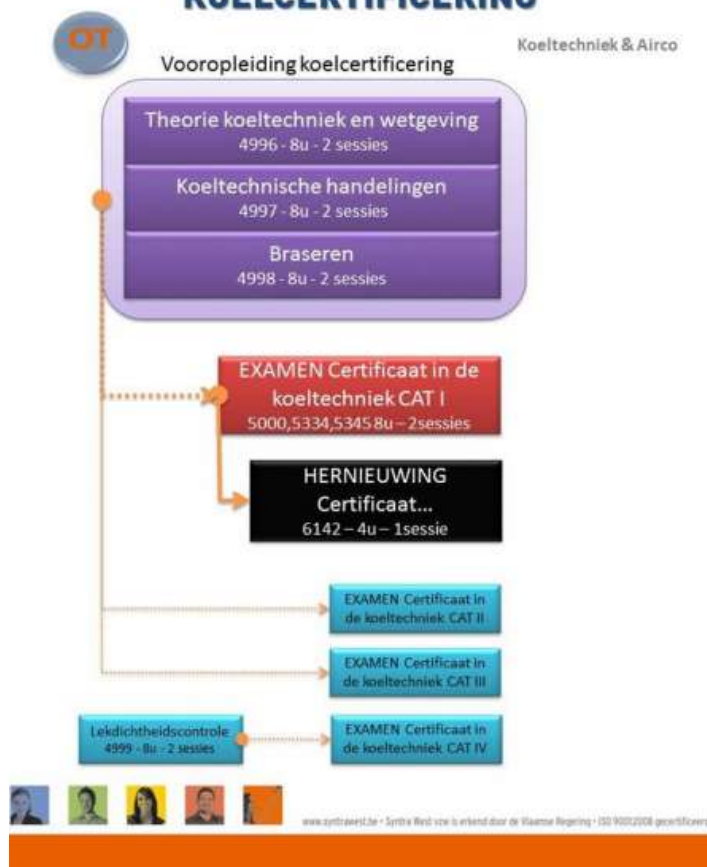 KOELCERTIFICERING
OT
Koeltechniek & Airco
Vooropleiding koelcertificering
Theorie koeltechniek en wetgeving
4996 - 8u - 2 sessies
Koeltechnische handelingen
4997 - 8u - 2 sessies
Braseren
4998 - 8u - 2 sessies
EXAMEN Certificaat in de
koeltechniek CAT I
5000,5334,5345 8u – 2sessies
HERNIEUWING
Certificaat...
6142 – 4u – 1sessie
EXAMEN Certificaat in
de koeltechniek CAT II
EXAMEN Certificaat in
de koeltechniek CAT III
Lekdichtheidscontrole
4999 - 8u - 2 sessies
EXAMEN Certificaat in
de koeltechniek CAT IV
www.syntrawest.be • Syntra West vzw is erkend door de Vlaamse Regering • ISO 9001:2008 gecertificeerd